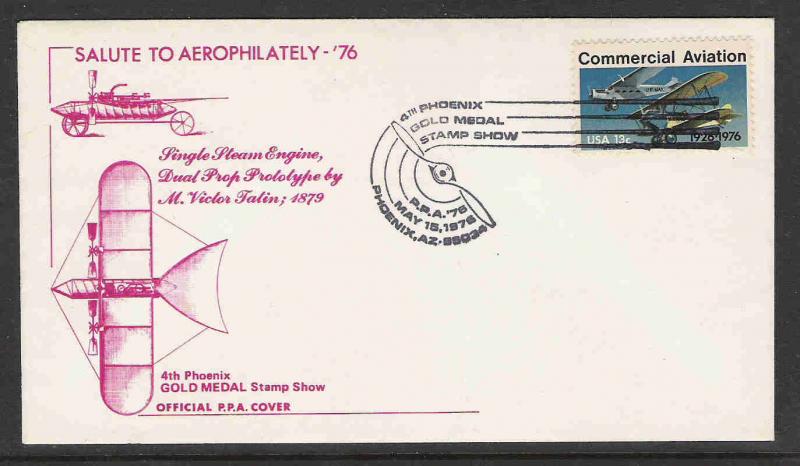 SALUTE TO AEROPHILATELY - '76
Single Steam Engine,
Dual Prop Prototype by
M. Victor Tatin; 1879
4th Phoenix
GOLD MEDAL Stamp Show
OFFICIAL P.P.A. COVER
4TH PHOENIX
GOLD MEDAL
STAMP SHOW
P.P.A. '76
MAY 15, 1976
PHOENIX, AZ. 85034
Commercial Aviation
USA 13c
1926-1976